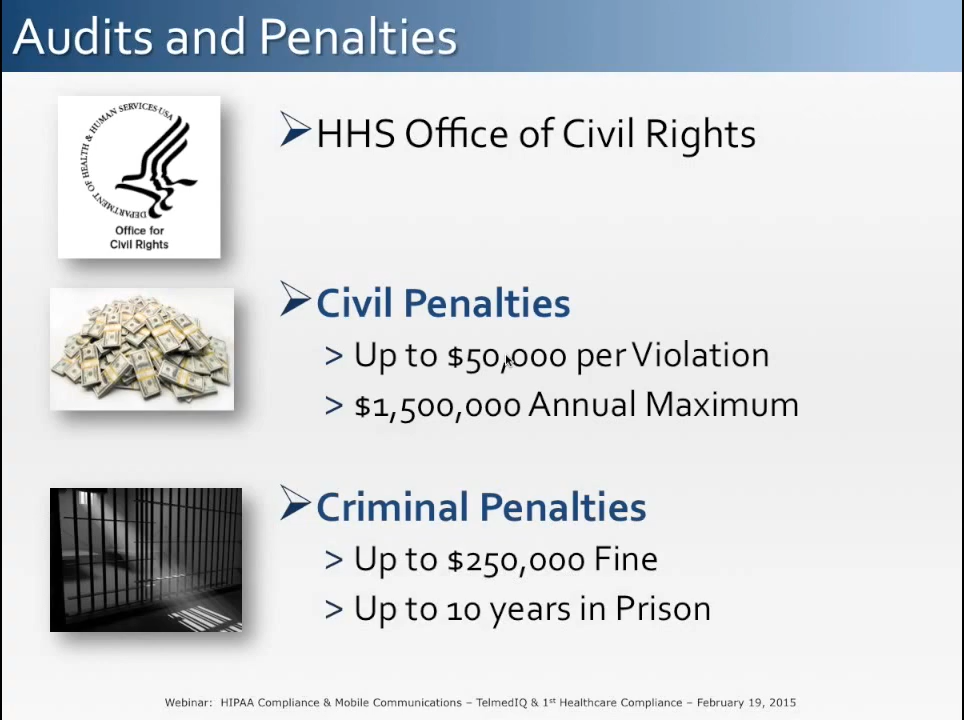 Audits and Penalties
DEPARTMENT OF HEALTH & HUMAN SERVICES·USA
Office for
Civil Rights
HHS Office of Civil Rights
Civil Penalties
> Up to $50,000 per Violation
> $1,500,000 Annual Maximum
Criminal Penalties
> Up to $250,000 Fine
> Up to 10 years in Prison
Webinar: HIPAA Compliance & Mobile Communications – TelmedIQ & 1st Healthcare Compliance – February 19, 2015